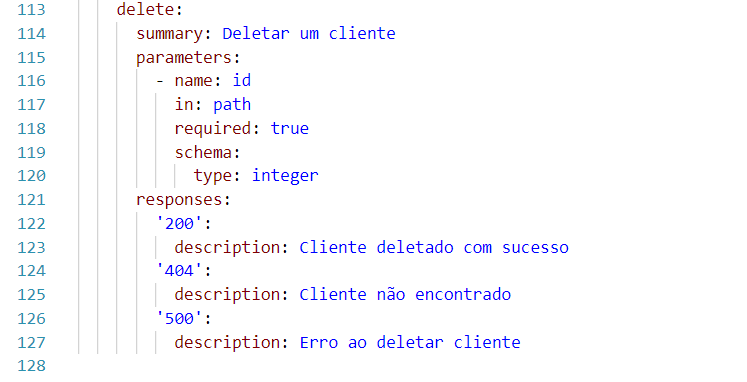 113 delete:
114 summary: Deletar um cliente
115 parameters:
116 - name: id
117 in: path
118 required: true
119 schema:
120 type: integer
121 responses:
122 '200':
123 description: Cliente deletado com sucesso
124 '404':
125 description: Cliente não encontrado
126 '500':
127 description: Erro ao deletar cliente
128